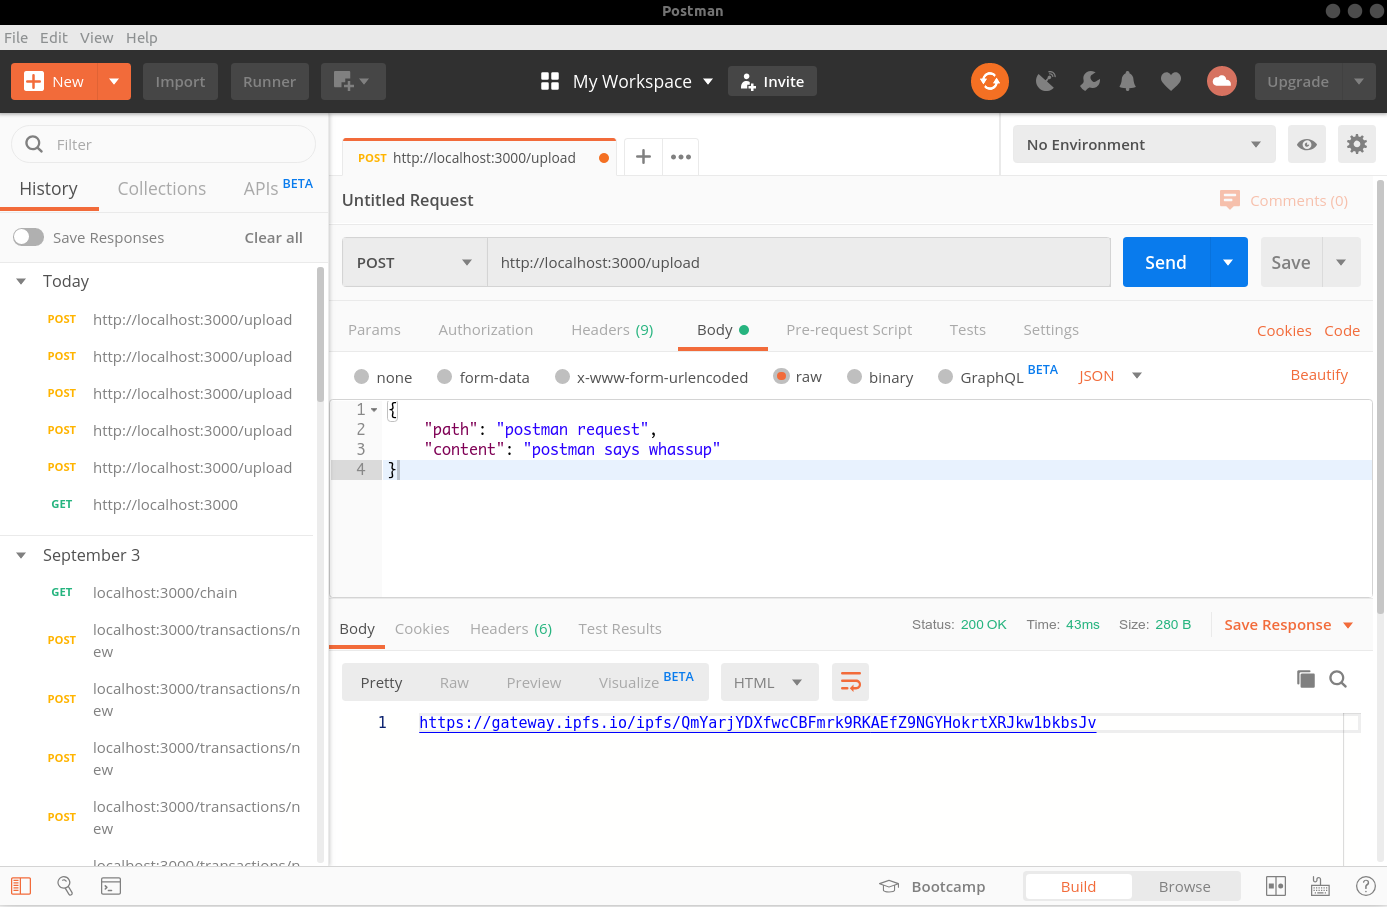 Postman
File Edit View Help
New Import Runner My Workspace Invite Upgrade
Filter
History Collections APIs BETA
Save Responses Clear all
Today
POST http://localhost:3000/upload
POST http://localhost:3000/upload
POST http://localhost:3000/upload
POST http://localhost:3000/upload
POST http://localhost:3000/upload
GET http://localhost:3000
September 3
GET localhost:3000/chain
POST localhost:3000/transactions/n
ew
POST localhost:3000/transactions/n
ew
POST localhost:3000/transactions/n
ew
POST localhost:3000/transactions/n
ew
localhost:3000/transactions/n
POST http://localhost:3000/upload
No Environment
Untitled Request Comments (0)
POST http://localhost:3000/upload Send Save
Params Authorization Headers (9) Body Pre-request Script Tests Settings Cookies Code
none form-data x-www-form-urlencoded raw binary GraphQL BETA JSON Beautify
1 {
2 "path": "postman request",
3 "content": "postman says whassup"
4 }
Body Cookies Headers (6) Test Results Status: 200 OK Time: 43ms Size: 280 B Save Response
Pretty Raw Preview Visualize BETA HTML
1 https://gateway.ipfs.io/ipfs/QmYarjYDXfwcCBFmrk9RKAEfZ9NGYHokrtXRJkw1bkbsJv
Bootcamp Build Browse